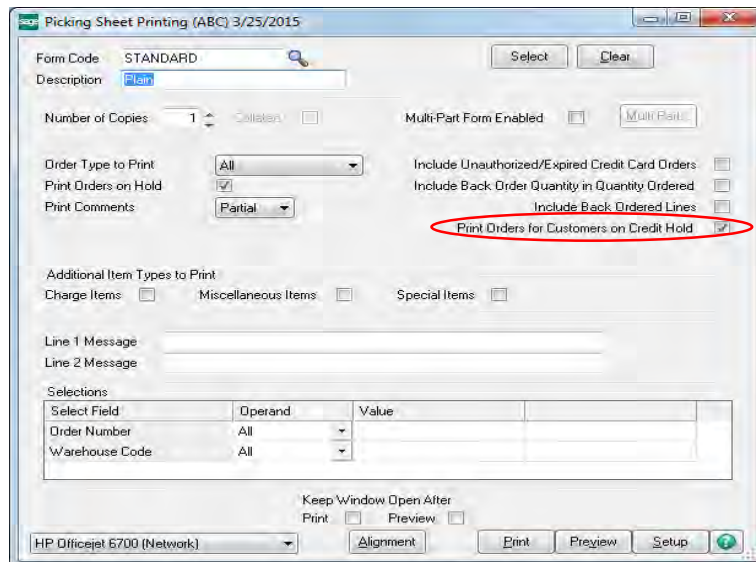 sage Picking Sheet Printing (ABC) 3/25/2015
Form Code STANDARD Select Clear
Description Plain
Number of Copies 1 Collated Multi-Part Form Enabled Multi Part...
Order Type to Print All Include Unauthorized/Expired Credit Card Orders
Print Orders on Hold Include Back Order Quantity in Quantity Ordered
Print Comments Partial Include Back Ordered Lines
Print Orders for Customers on Credit Hold
Additional Item Types to Print
Charge Items Miscellaneous Items Special Items
Line 1 Message
Line 2 Message
Selections
Select Field Operand Value
Order Number All
Warehouse Code All
Keep Window Open After
Print Preview
HP Officejet 6700 (Network) Alignment Print Preview Setup